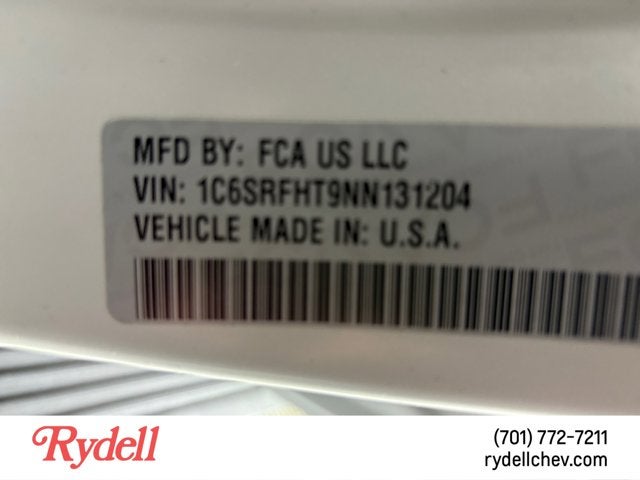 MFD BY: FCA US LLC
VIN: 1C6SRFHT9NN131204
VEHICLE MADE IN: U.S.A.
Rydell
(701) 772-7211
rydellchev.com